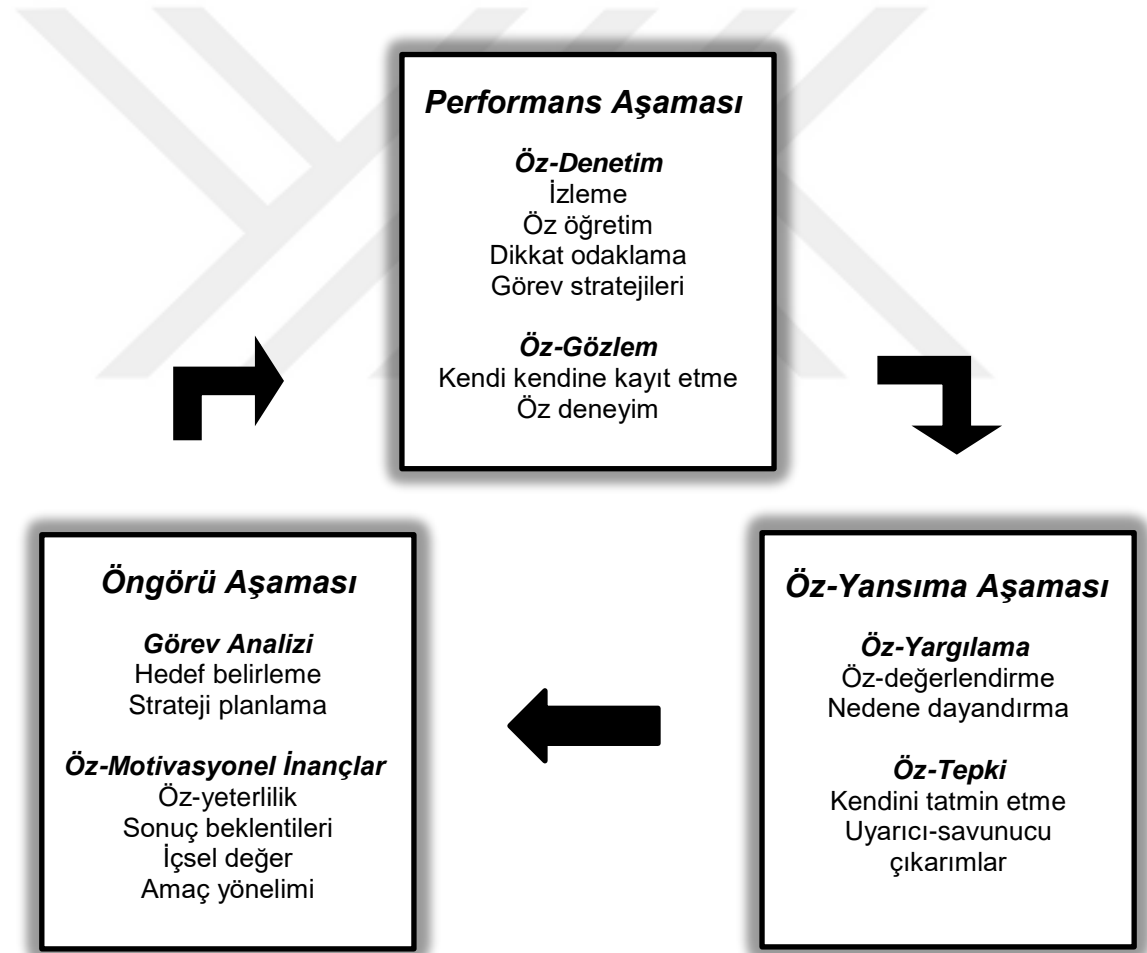 Performans Aşaması
Öz-Denetim
İzleme
Öz öğretim
Dikkat odaklama
Görev stratejileri
Öz-Gözlem
Kendi kendine kayıt etme
Öz deneyim
Öngörü Aşaması
Görev Analizi
Hedef belirleme
Strateji planlama
Öz-Motivasyonel İnançlar
Öz-yeterlilik
Sonuç beklentileri
İçsel değer
Amaç yönelimi
Öz-Yansıma Aşaması
Öz-Yargılama
Öz-değerlendirme
Nedene dayandırma
Öz-Tepki
Kendini tatmin etme
Uyarıcı-savunucu
çıkarımlar